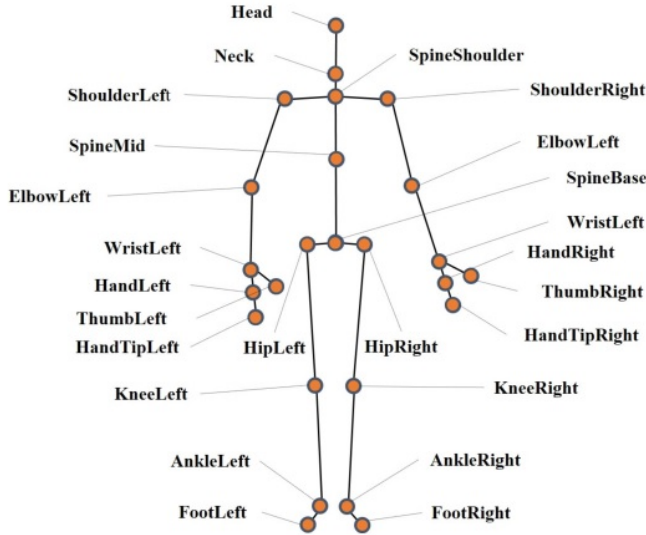 Head
Neck
SpineShoulder
ShoulderLeft
ShoulderRight
SpineMid
ElbowLeft
SpineBase
ElbowLeft
WristLeft
WristLeft
HandRight
HandLeft
ThumbRight
ThumbLeft
HandTipRight
HandTipLeft
HipLeft
HipRight
KneeLeft
KneeRight
AnkleLeft
AnkleRight
FootLeft
FootRight